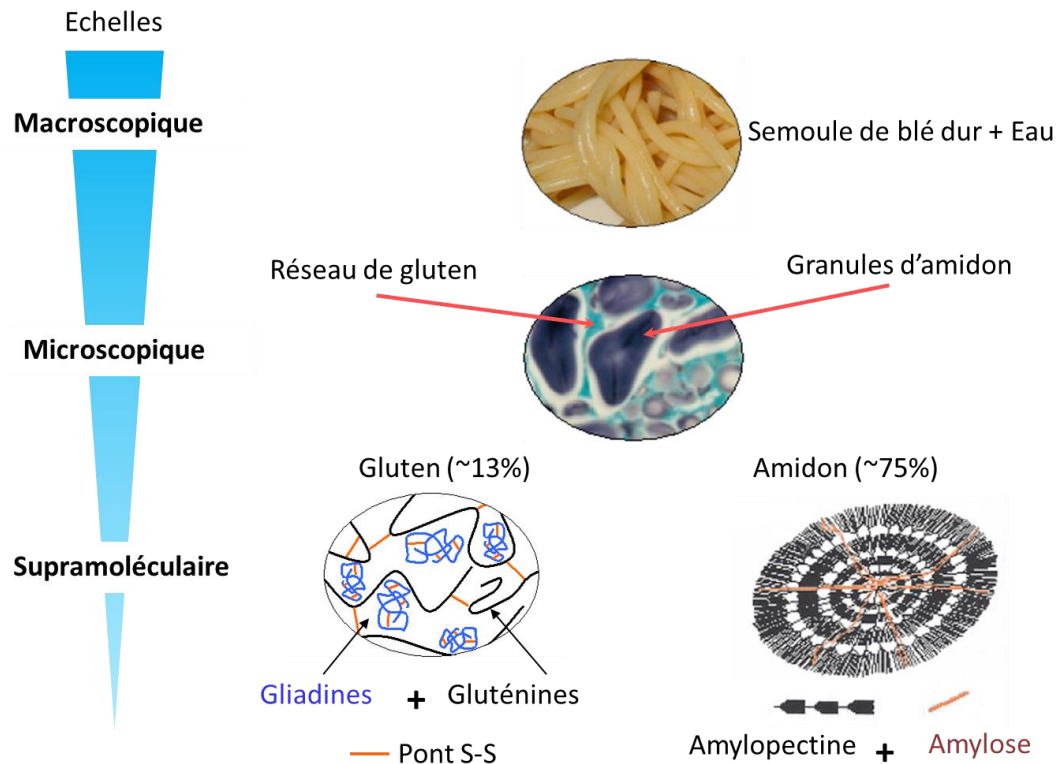 Echelles
Macroscopique
Semoule de blé dur + Eau
Réseau de gluten
Granules d'amidon
Microscopique
Gluten (~13%)
Amidon (~75%)
Supramoléculaire
Gliadines + Gluténines
Pont S-S
Amylopectine + Amylose